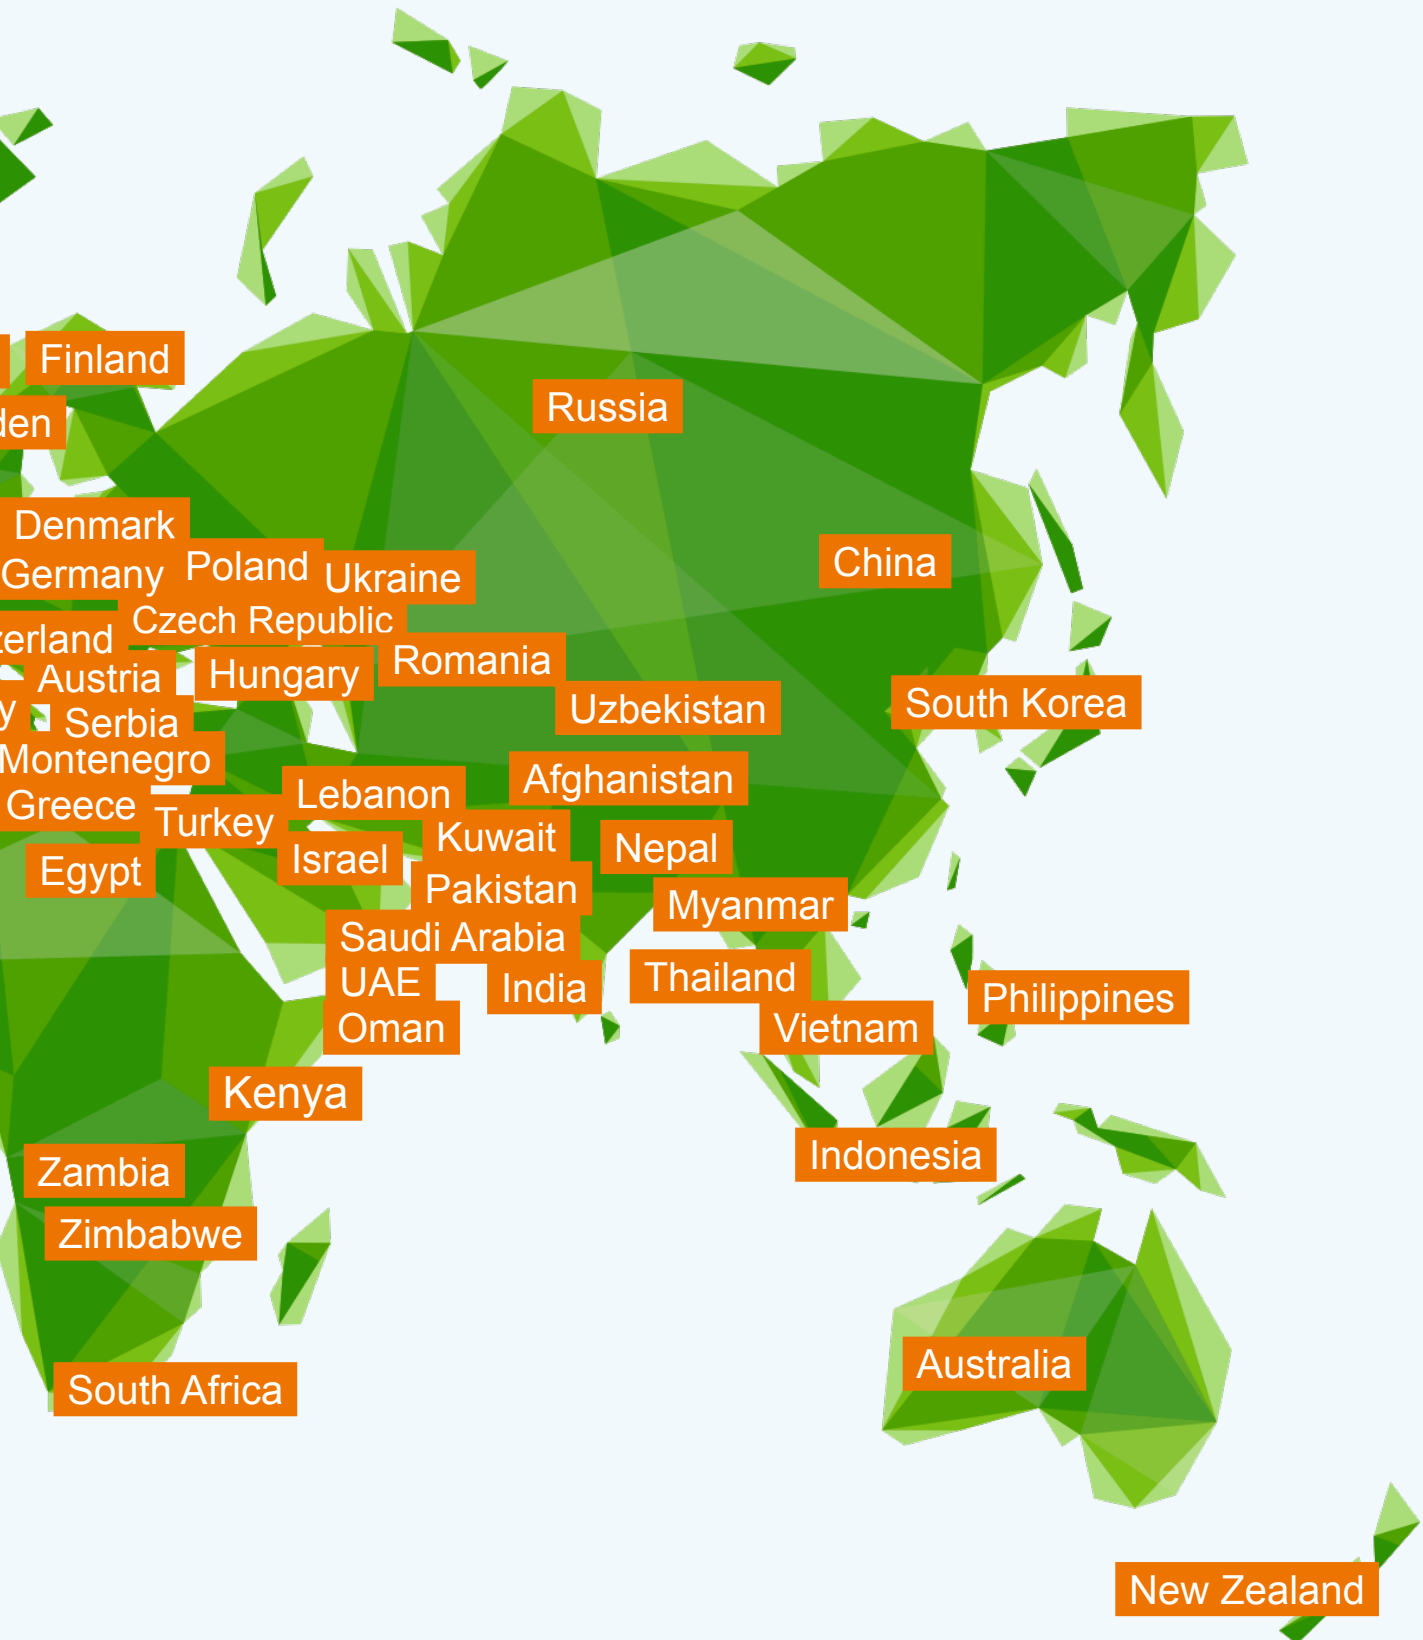 Finland
Russia
den
Denmark
China
Poland
Germany
Ukraine
Czech Republic
zerland
Romania
Hungary
Austria
South Korea
Uzbekistan
y
Serbia
Montenegro
Afghanistan
Lebanon
Greece
Turkey
Kuwait
Nepal
Israel
Egypt
Pakistan
Myanmar
Saudi Arabia
Thailand
UAE
India
Philippines
Oman
Vietnam
Kenya
Indonesia
Zambia
Zimbabwe
Australia
South Africa
New Zealand